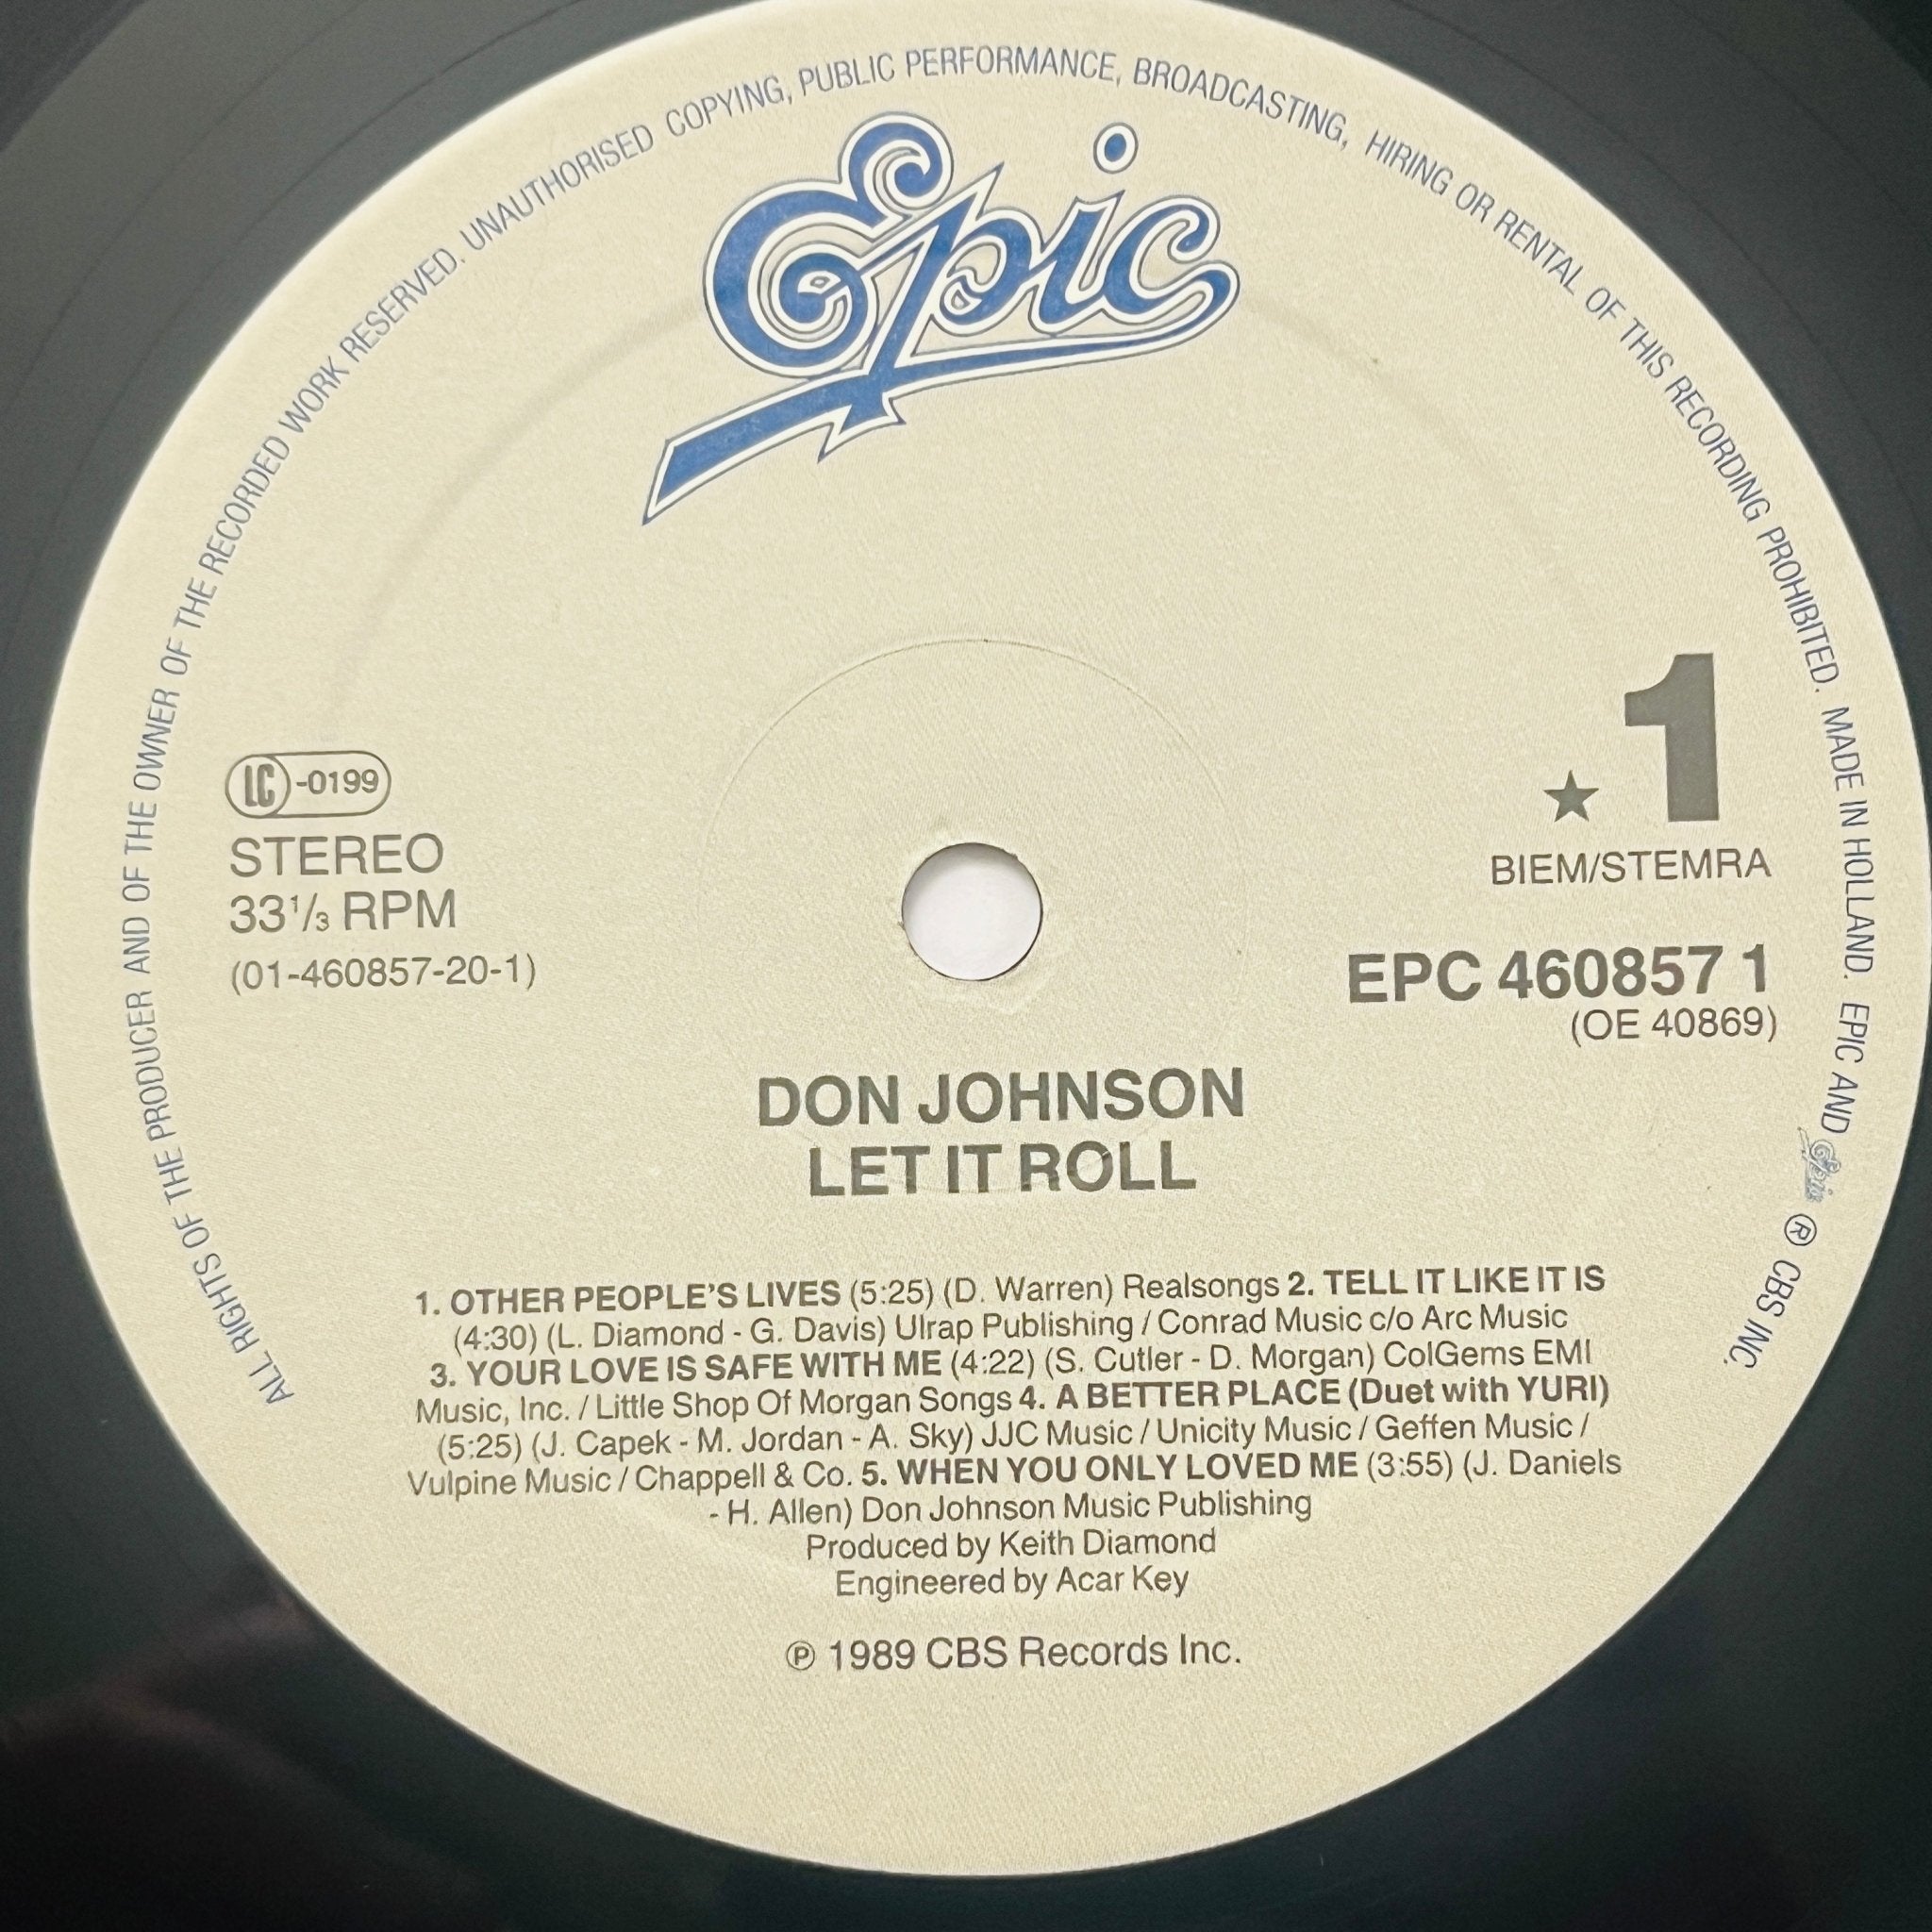 ALL RIGHTS OF THE PRODUCER AND OF THE OWNER OF THE RECORDED WORK RESERVED. UNAUTHORISED COPYING, PUBLIC PERFORMANCE, BROADCASTING, HIRING OR RENTAL OF THIS RECORDING PROHIBITED. MADE IN HOLLAND. EPIC AND Epic ® CBS INC.
Epic
1
★
LC -0199
STEREO
33⅓ RPM
(01-460857-20-1)
BIEM/STEMRA
EPC 460857 1
(OE 40869)
DON JOHNSON
LET IT ROLL
1. OTHER PEOPLE'S LIVES (5:25) (D. Warren) Realsongs 2. TELL IT LIKE IT IS
(4:30) (L. Diamond - G. Davis) Ulrap Publishing / Conrad Music c/o Arc Music
3. YOUR LOVE IS SAFE WITH ME (4:22) (S. Cutler - D. Morgan) ColGems EMI
Music, Inc. / Little Shop Of Morgan Songs 4. A BETTER PLACE (Duet with YURI)
(5:25) (J. Capek - M. Jordan - A. Sky) JJC Music / Unicity Music / Geffen Music /
Vulpine Music / Chappell & Co. 5. WHEN YOU ONLY LOVED ME (3:55) (J. Daniels
- H. Allen) Don Johnson Music Publishing
Produced by Keith Diamond
Engineered by Acar Key
℗ 1989 CBS Records Inc.